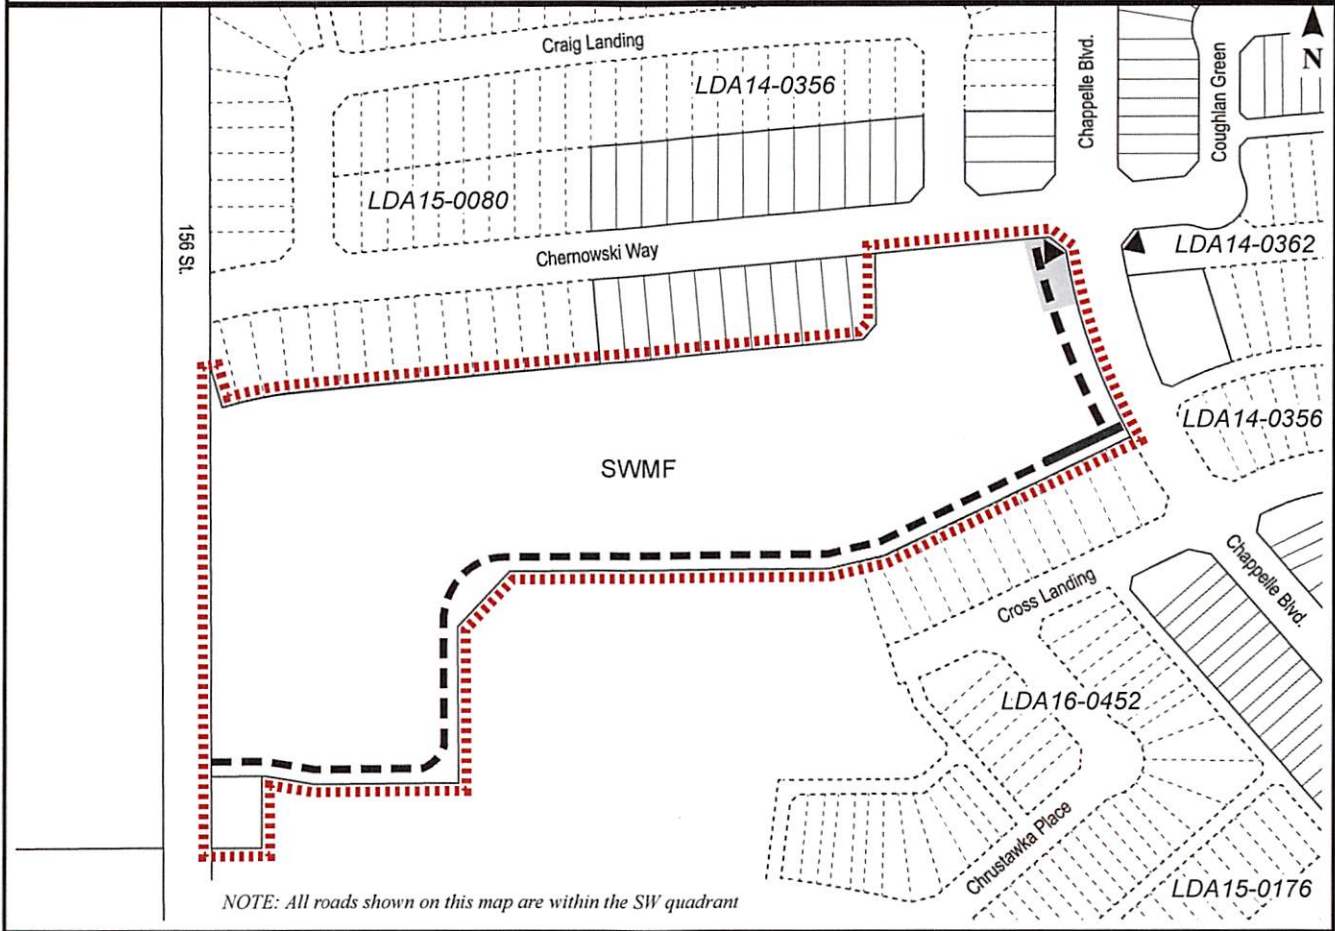 Craig Landing
LDA14-0356
Chappelle Blvd.
Coughlan Green
N
LDA15-0080
156 St.
Chernowski Way
LDA14-0362
LDA14-0356
SWMF
Chappelle Blvd.
Cross Landing
LDA16-0452
Chrustawka Place
LDA15-0176
NOTE: All roads shown on this map are within the SW quadrant